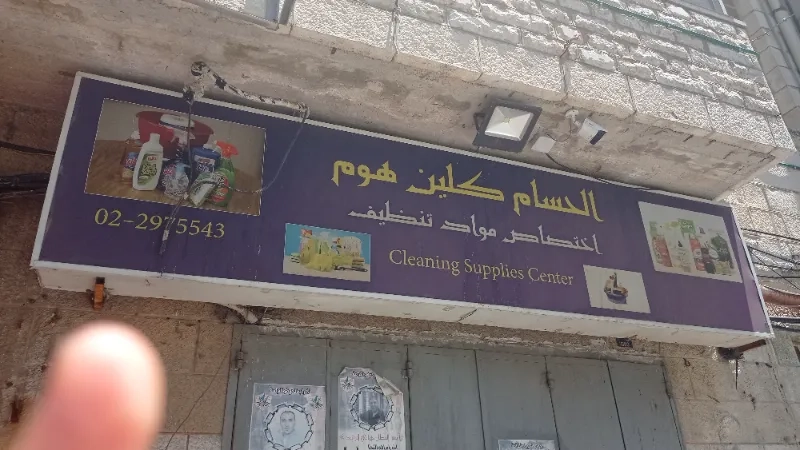 الحسام كلين هوم
اختصاص مواد تنظيف
02-2975543
Cleaning Supplies Center